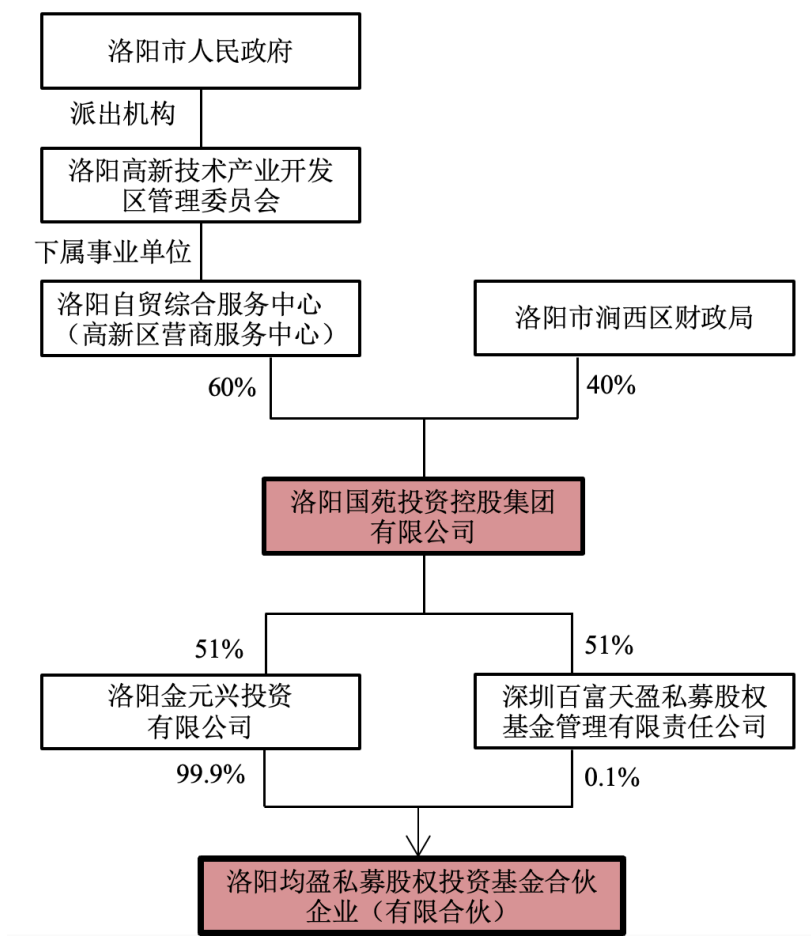 洛阳市人民政府
派出机构
洛阳高新技术产业开发
区管理委员会
下属事业单位
洛阳自贸综合服务中心
（高新区营商服务中心）
洛阳市涧西区财政局
60%
40%
洛阳国苑投资控股集团
有限公司
51%
51%
洛阳金元兴投资
有限公司
深圳百富天盈私募股权
基金管理有限责任公司
99.9%
0.1%
洛阳均盈私募股权投资基金合伙
企业（有限合伙）